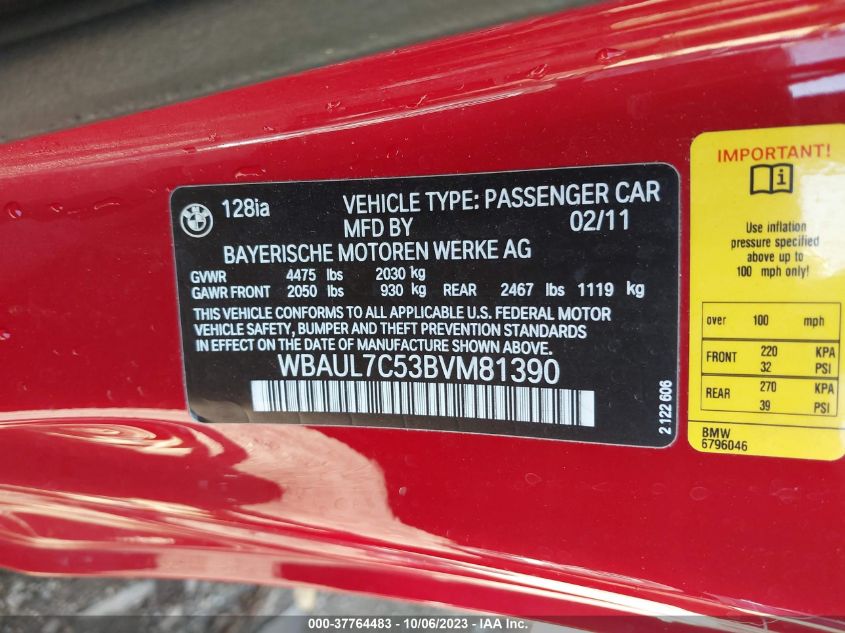 BMW
128ia
VEHICLE TYPE: PASSENGER CAR
MFD BY 02/11
BAYERISCHE MOTOREN WERKE AG
GVWR 4475 lbs 2030 kg
GAWR FRONT 2050 lbs 930 kg REAR 2467 lbs 1119 kg
THIS VEHICLE CONFORMS TO ALL APPLICABLE U.S. FEDERAL MOTOR
VEHICLE SAFETY, BUMPER AND THEFT PREVENTION STANDARDS
IN EFFECT ON THE DATE OF MANUFACTURE SHOWN ABOVE.
WBAUL7C53BVM81390
2 122 606
IMPORTANT!
i
Use inflation
pressure specified
above up to
100 mph only!
over 100 mph
FRONT 220 KPA
32 PSI
REAR 270 KPA
39 PSI
BMW
6796046
000-37764483 - 10/06/2023 - IAA Inc.